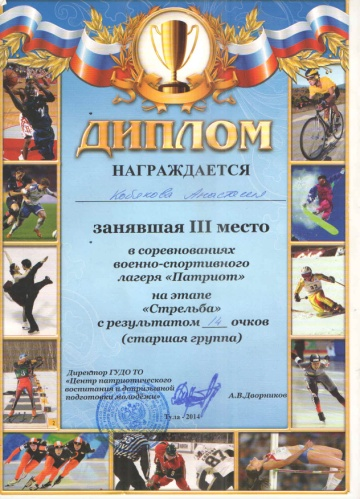 ДИПЛОМ
НАГРАЖДАЕТСЯ
Кобякова Анастасия
занявшая III место
в соревнованиях
военно-спортивного
лагеря «Патриот»
на этапе
«Стрельба»
с результатом 14 очков
(старшая группа)
Директор ГУДО ТО
«Центр патриотического
воспитания и допризывной
подготовки молодежи»
А.В.Дворников
Тула - 2014
87